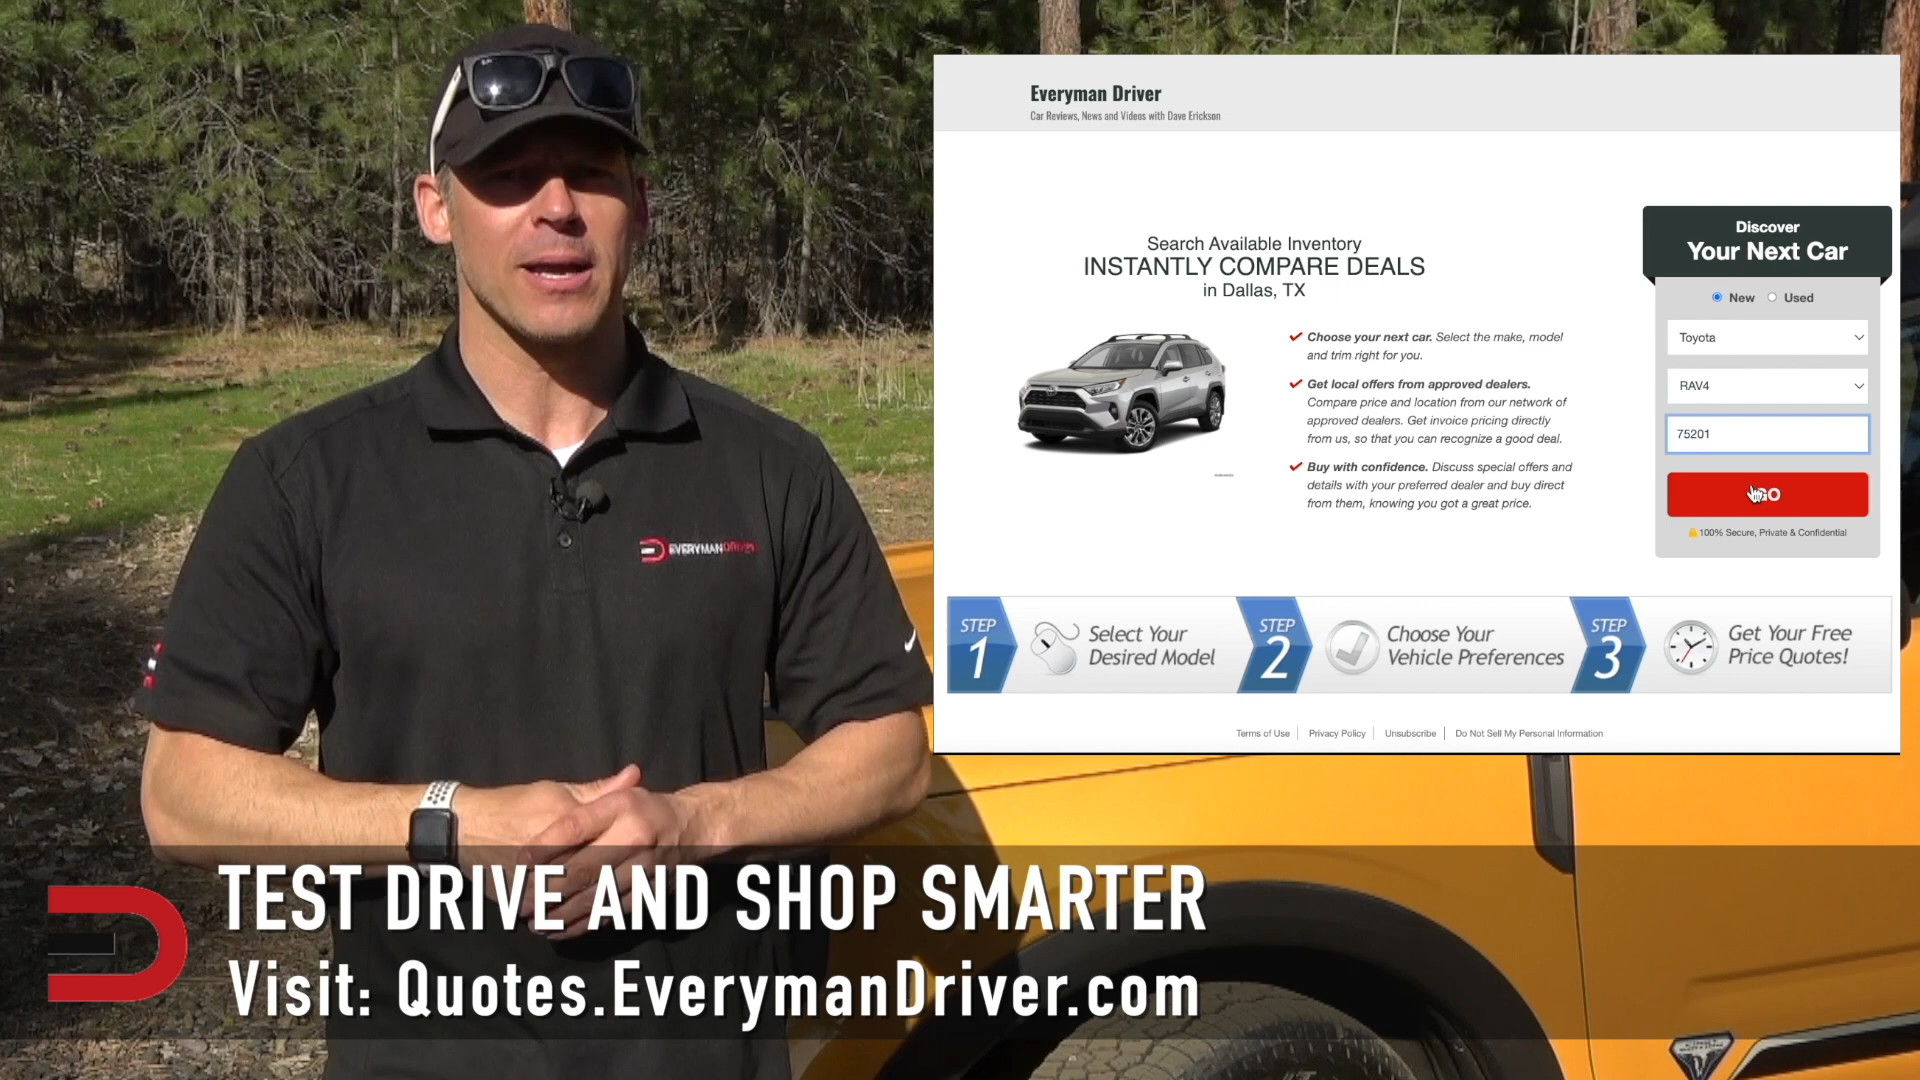 Everyman Driver
Car Reviews, News and Videos with Dave Erickson
Search Available Inventory
INSTANTLY COMPARE DEALS
in Dallas, TX
Choose your next car. Select the make, model
and trim right for you.
Get local offers from approved dealers.
Compare price and location from our network of
approved dealers. Get invoice pricing directly
from us, so that you can recognize a good deal.
Buy with confidence. Discuss special offers and
details with your preferred dealer and buy direct
from them, knowing you got a great price.
Discover
Your Next Car
New Used
Toyota
RAV4
75201
GO
100% Secure, Private & Confidential
STEP
1
Select Your
Desired Model
STEP
2
Choose Your
Vehicle Preferences
STEP
3
Get Your Free
Price Quotes!
Terms of Use
Privacy Policy
Unsubscribe
Do Not Sell My Personal Information
EVERYMANDRIVER
TEST DRIVE AND SHOP SMARTER
Visit: Quotes.EverymanDriver.com